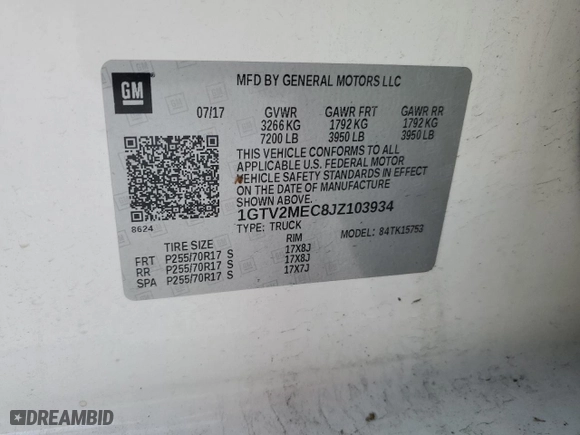 GM
MFD BY GENERAL MOTORS LLC
07/17 GVWR GAWR FRT GAWR RR
3266 KG 1792 KG 1792 KG
7200 LB 3950 LB 3950 LB
THIS VEHICLE CONFORMS TO ALL
APPLICABLE U.S. FEDERAL MOTOR
VEHICLE SAFETY STANDARDS IN EFFECT
ON THE DATE OF MANUFACTURE
SHOWN ABOVE.
8624
1GTV2MEC8JZ103934
TYPE: TRUCK MODEL: 84TK15753
TIRE SIZE RIM
FRT P255/70R17 S 17X8J
RR P255/70R17 S 17X8J
SPA P255/70R17 S 17X7J
DREAMBID